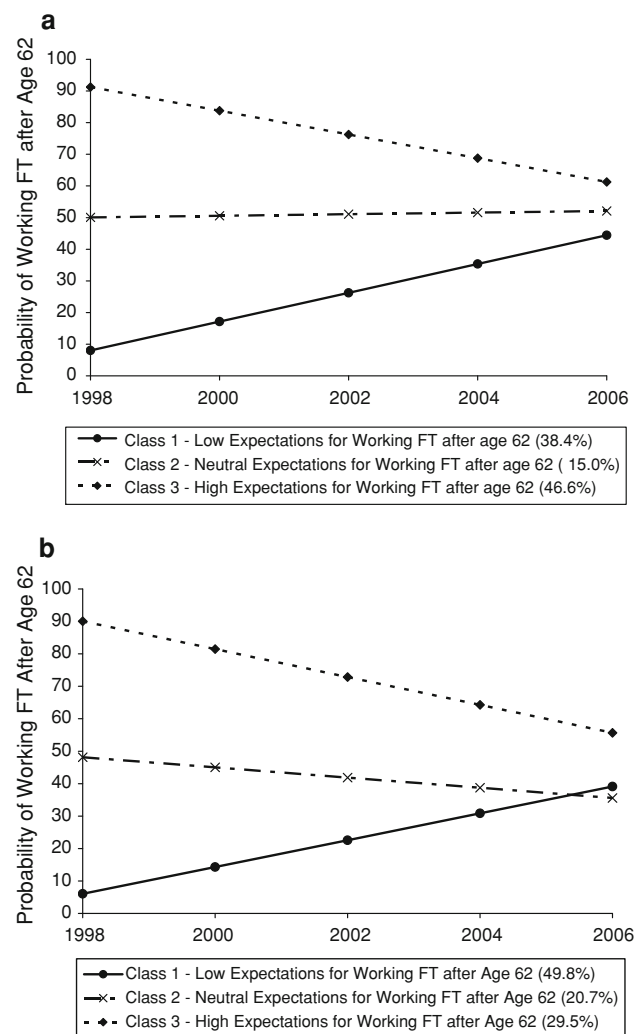 a
Probability of Working FT after Age 62
100
90
80
70
60
50
40
30
20
10
0
1998 2000 2002 2004 2006
Class 1 - Low Expectations for Working FT after age 62 (38.4%)
Class 2 - Neutral Expectations for Working FT after age 62 ( 15.0%)
Class 3 - High Expectations for Working FT after age 62 (46.6%)
b
Probability of Working FT After Age 62
100
90
80
70
60
50
40
30
20
10
0
1998 2000 2002 2004 2006
Class 1 - Low Expectations for Working FT after Age 62 (49.8%)
Class 2 - Neutral Expectations for Working FT after Age 62 (20.7%)
Class 3 - High Expectations for Working FT after Age 62 (29.5%)